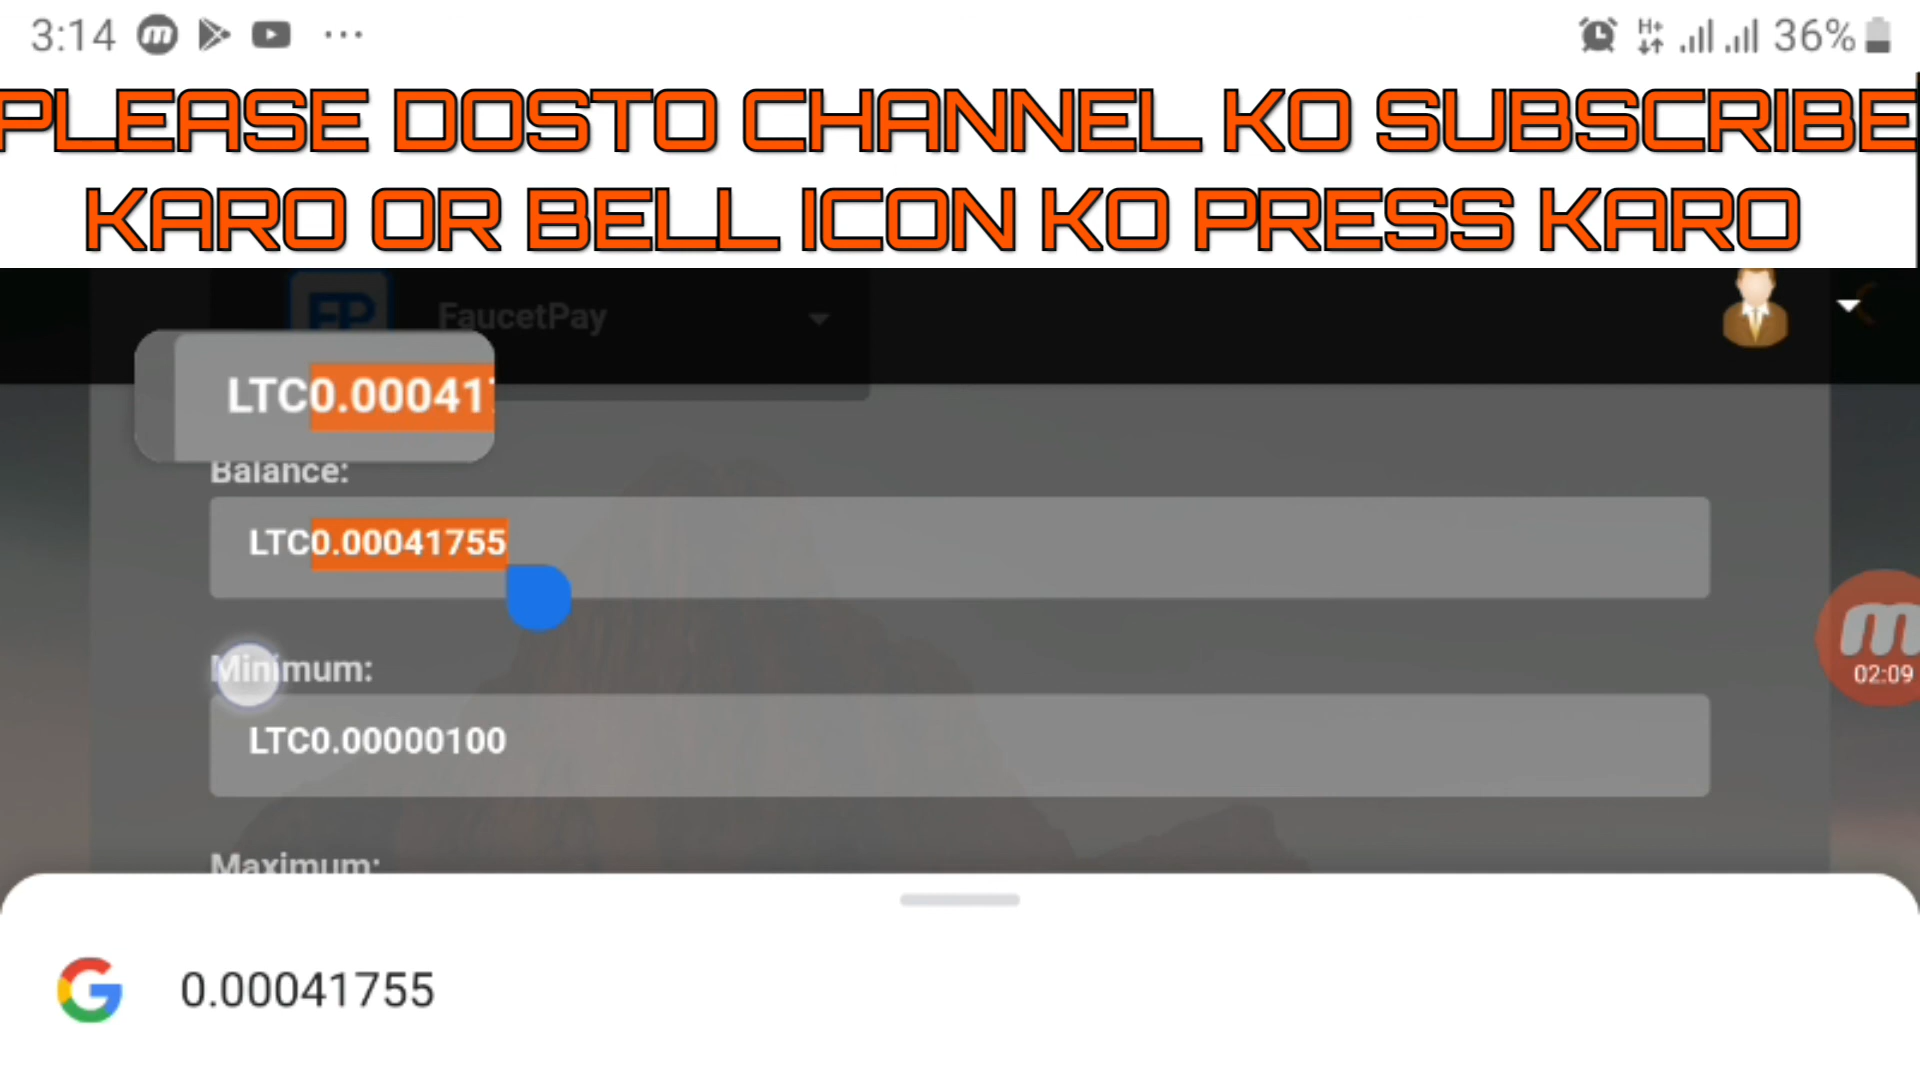 3:14
36%
PLEASE DOSTO CHANNEL KO SUBSCRIBE
KARO OR BELL ICON KO PRESS KARO
FP FaucetPay
LTC0.00041
Balance:
LTC0.00041755
Minimum:
LTC0.00000100
02:09
Maximum:
0.00041755